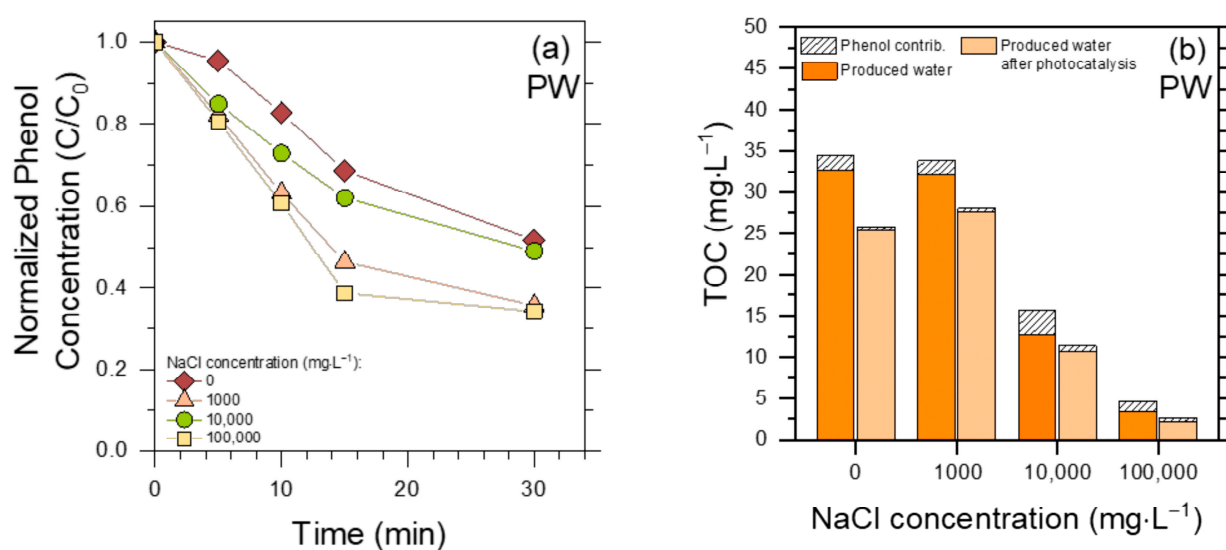 Normalized Phenol
Concentration (C/C₀)
1.0
0.8
0.6
0.4
0.2
0.0
(a)
PW
NaCl concentration (mg·L⁻¹):
0
1000
10,000
100,000
0
10
20
30
Time (min)
TOC (mg·L⁻¹)
50
45
40
35
30
25
20
15
10
5
0
Phenol contrib.
Produced water
Produced water
after photocatalysis
(b)
PW
0
1000
10,000
100,000
NaCl concentration (mg·L⁻¹)